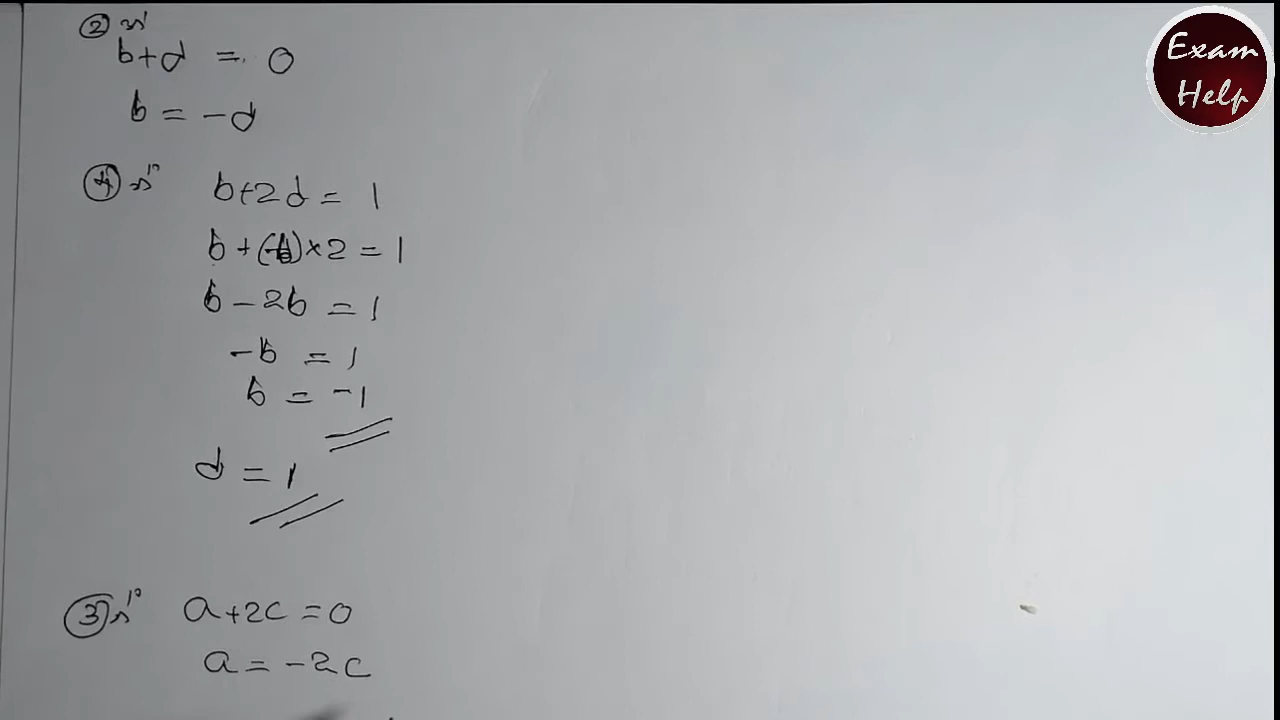 ② න්
b+d = 0
b = -d
④ න් b+2d = 1
b + (-b)×2 = 1
b - 2b = 1
-b = 1
b = -1
d = 1
③ න් a+2c = 0
a = -2c
Exam
Help